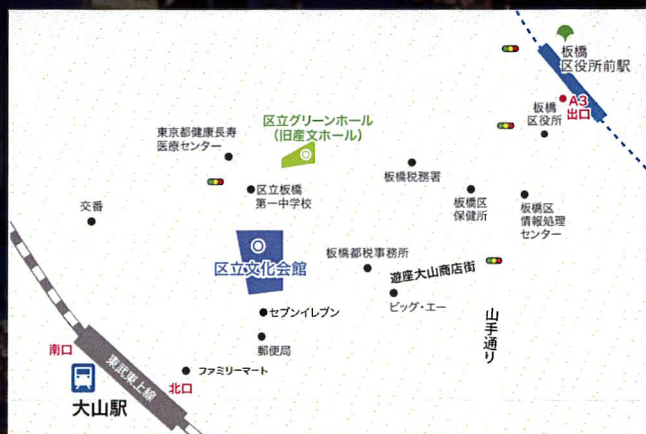 板橋
区役所前駅
A3
出口
板橋
区役所
区立グリーンホール
（旧産文ホール）
東京都健康長寿
医療センター
板橋税務署
区立板橋
第一中学校
板橋区
保健所
板橋区
情報処理
センター
交番
区立文化会館
板橋都税事務所
遊座大山商店街
ビッグ・エー
山手通り
セブンイレブン
郵便局
ファミリーマート
南口
東武東上線
北口
大山駅